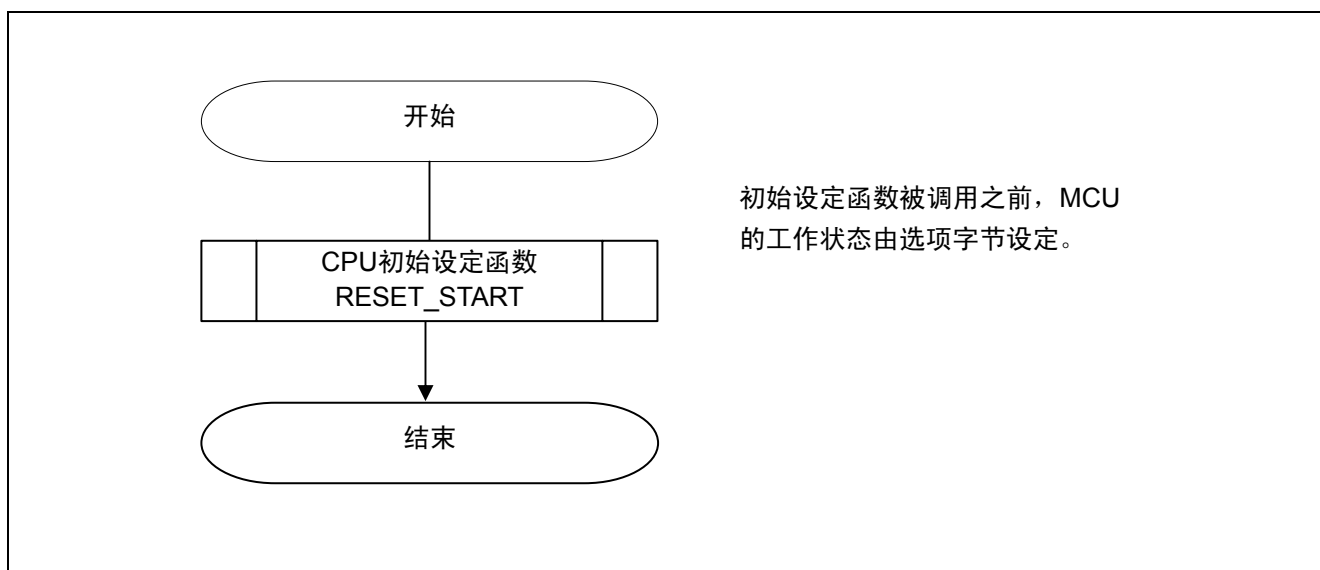 开始
初始设定函数被调用之前，MCU
的工作状态由选项字节设定。
CPU初始设定函数
RESET_START
结束